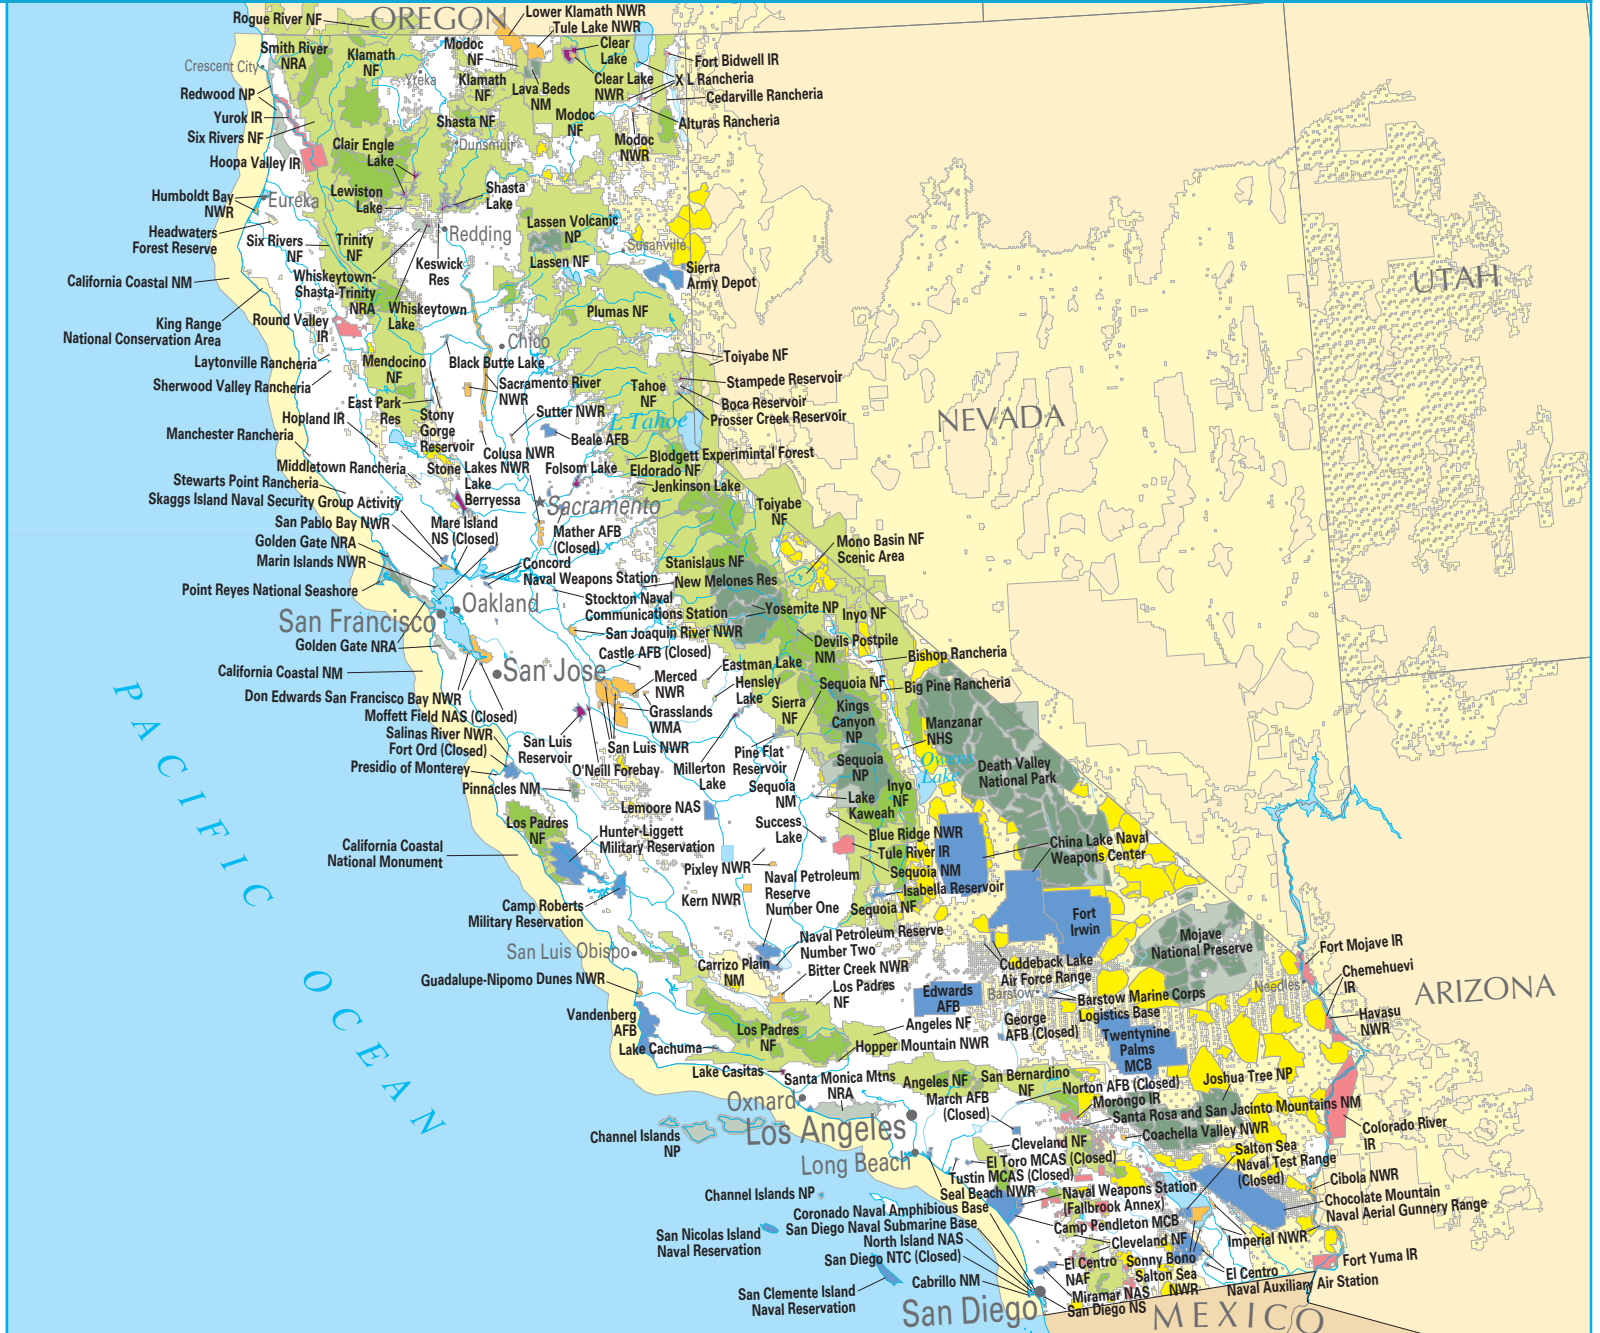 Rogue River NF
OREGON
Lower Klamath NWR
Tule Lake NWR
Smith River
NRA
Klamath
NF
Modoc
NF
Clear
Lake
Fort Bidwell IR
Crescent City
Yreka
Klamath
NF
Lava Beds
NM
Clear Lake
NWR
X L Rancheria
Cedarville Rancheria
Redwood NP
Yurok IR
Six Rivers NF
Shasta NF
Modoc
NF
Alturas Rancheria
Hoopa Valley IR
Clair Engle
Lake
Dunsmuir
Modoc
NWR
Humboldt Bay
NWR
Eureka
Lewiston
Lake
Shasta
Lake
Headwaters
Forest Reserve
Six Rivers
NF
Trinity
NF
Redding
Lassen Volcanic
NP
Susanville
California Coastal NM
Whiskeytown-
Shasta-Trinity
NRA
Keswick
Res
Lassen NF
Sierra
Army Depot
UTAH
King Range
National Conservation Area
Round Valley
IR
Whiskeytown
Lake
Plumas NF
Laytonville Rancheria
Chico
Toiyabe NF
Sherwood Valley Rancheria
Mendocino
NF
Black Butte Lake
Sacramento River
NWR
Tahoe
NF
Stampede Reservoir
Boca Reservoir
Prosser Creek Reservoir
NEVADA
East Park
Res
Hopland IR
Stony
Gorge
Reservoir
Sutter NWR
L Tahoe
Manchester Rancheria
Beale AFB
Colusa NWR
Blodgett Experimintal Forest
Middletown Rancheria
Stone Lakes NWR
Folsom Lake
Eldorado NF
Stewarts Point Rancheria
Lake
Berryessa
Jenkinson Lake
Skaggs Island Naval Security Group Activity
Sacramento
Toiyabe
NF
San Pablo Bay NWR
Mare Island
NS (Closed)
Mather AFB
(Closed)
Mono Basin NF
Scenic Area
Golden Gate NRA
Marin Islands NWR
Concord
Naval Weapons Station
Stanislaus NF
New Melones Res
Point Reyes National Seashore
Stockton Naval
Communications Station
Yosemite NP
Inyo NF
San Francisco
Oakland
San Joaquin River NWR
Golden Gate NRA
Castle AFB (Closed)
Devils Postpile
NM
Bishop Rancheria
California Coastal NM
San Jose
Merced
NWR
Eastman Lake
Hensley
Lake
Sequoia NF
Big Pine Rancheria
Don Edwards San Francisco Bay NWR
Moffett Field NAS (Closed)
Grasslands
WMA
Sierra
NF
Kings
Canyon
NP
Manzanar
NHS
Salinas River NWR
Fort Ord (Closed)
San Luis
Reservoir
San Luis NWR
Pine Flat
Reservoir
Owens
Lake
Death Valley
National Park
Presidio of Monterey
O'Neill Forebay
Millerton
Lake
Sequoia
NP
Pinnacles NM
Sequoia
NM
Inyo
NF
Lake
Kaweah
Los Padres
NF
Lemoore NAS
Success
Lake
Blue Ridge NWR
California Coastal
National Monument
Hunter-Liggett
Military Reservation
Tule River IR
China Lake Naval
Weapons Center
Pixley NWR
Sequoia NM
Isabella Reservoir
Kern NWR
Naval Petroleum
Reserve
Number One
Camp Roberts
Military Reservation
Sequoia NF
Fort
Irwin
San Luis Obispo
Naval Petroleum Reserve
Number Two
Mojave
National Preserve
Fort Mojave IR
Carrizo Plain
NM
Bitter Creek NWR
Cuddeback Lake
Air Force Range
Chemehuevi
IR
Guadalupe-Nipomo Dunes NWR
Los Padres
NF
Edwards
AFB
Barstow
Barstow Marine Corps
Logistics Base
Needles
ARIZONA
Vandenberg
AFB
Los Padres
NF
Angeles NF
George
AFB (Closed)
Twentynine
Palms
MCB
Havasu
NWR
Lake Cachuma
Hopper Mountain NWR
Lake Casitas
Santa Monica Mtns
NRA
Angeles NF
San Bernardino
NF
Norton AFB (Closed)
Joshua Tree NP
Oxnard
March AFB
(Closed)
Morongo IR
Santa Rosa and San Jacinto Mountains NM
Channel Islands
NP
Los Angeles
Cleveland NF
Coachella Valley NWR
Colorado River
IR
Long Beach
El Toro MCAS (Closed)
Tustin
MCAS (Closed)
Salton Sea
Naval Test Range
(Closed)
Channel Islands NP
Seal Beach NWR
Naval Weapons Station
(Fallbrook Annex)
Cibola NWR
Chocolate Mountain
Naval Aerial Gunnery Range
Coronado Naval Amphibious Base
San Diego Naval Submarine Base
Camp Pendleton MCB
San Nicolas Island
Naval Reservation
North Island NAS
Cleveland NF
Imperial NWR
San Diego NTC (Closed)
El Centro
NAF
Sonny Bono
Salton Sea
NWR
El Centro
Naval Auxiliary Air Station
Fort Yuma IR
San Clemente Island
Naval Reservation
Cabrillo NM
Miramar NAS
San Diego
San Diego NS
MEXICO
PACIFIC OCEAN